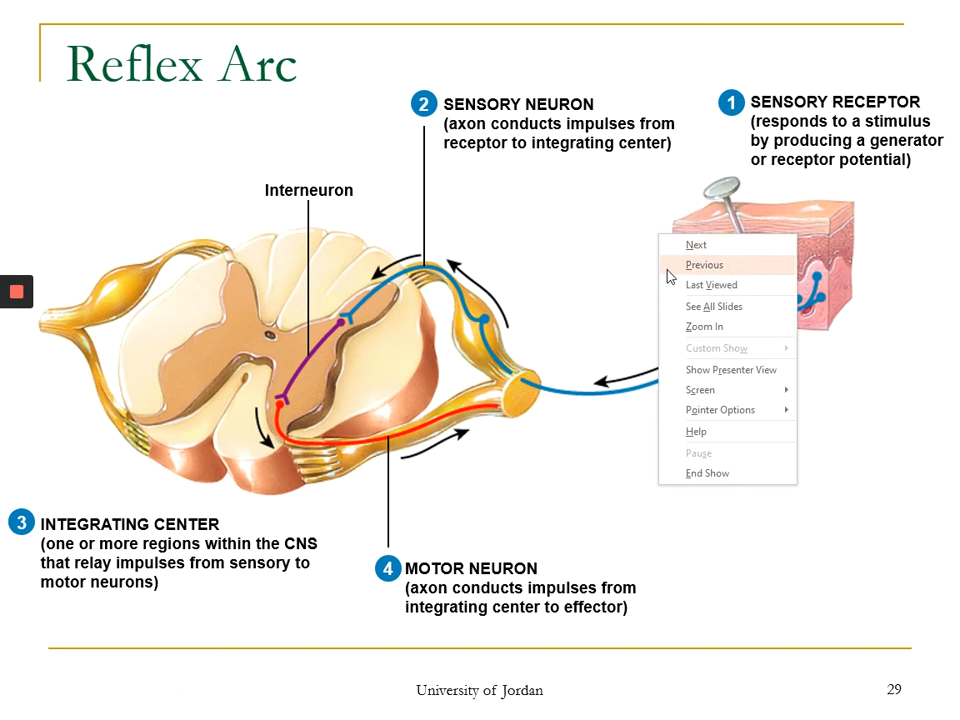 Reflex Arc
2 SENSORY NEURON
(axon conducts impulses from
receptor to integrating center)
1 SENSORY RECEPTOR
(responds to a stimulus
by producing a generator
or receptor potential)
Interneuron
Next
Previous
Last Viewed
See All Slides
Zoom In
Custom Show
Show Presenter View
Screen
Pointer Options
Help
Pause
End Show
3 INTEGRATING CENTER
(one or more regions within the CNS
that relay impulses from sensory to
motor neurons)
4 MOTOR NEURON
(axon conducts impulses from
integrating center to effector)
University of Jordan
29